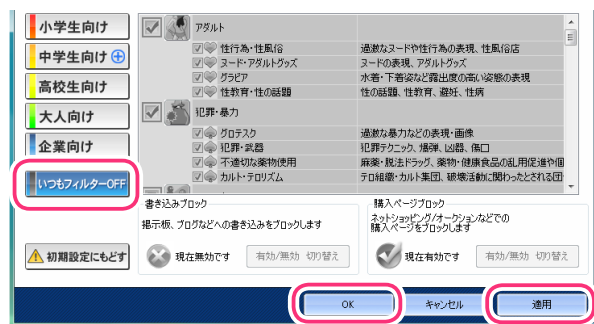 小学生向け
中学生向け
高校生向け
大人向け
企業向け
いつもフィルターOFF
初期設定にもどす
アダルト
性行為・性風俗 過激なヌードや性行為の表現、性風俗店
ヌード・アダルトグッズ ヌードの表現、アダルトグッズ
グラビア 水着・下着姿など露出度の高い姿態の表現
性教育・性の話題 性の話題、性教育、避妊、性病
犯罪・暴力
グロテスク 過激な暴力などの表現・画像
犯罪・武器 犯罪テクニック、爆弾、凶器、傷口
不適切な薬物使用 麻薬・脱法ドラッグ、薬物・健康食品の乱用促進や個
カルト・テロリズム テロ組織・カルト集団、破壊活動に関わったとされる団
書き込みブロック
掲示板、ブログなどへの書き込みをブロックします
現在無効です 有効/無効 切り替え
購入ページブロック
ネットショッピング/オークションなどでの
購入ページをブロックします
現在有効です 有効/無効 切り替え
OK キャンセル 適用